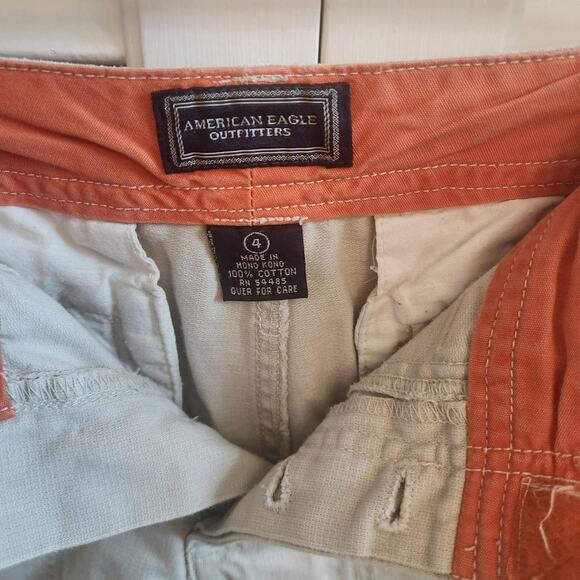 AMERICAN EAGLE
OUTFITTERS
4
MADE IN
HONG KONG
100% COTTON
RN 54485
OVER FOR CARE